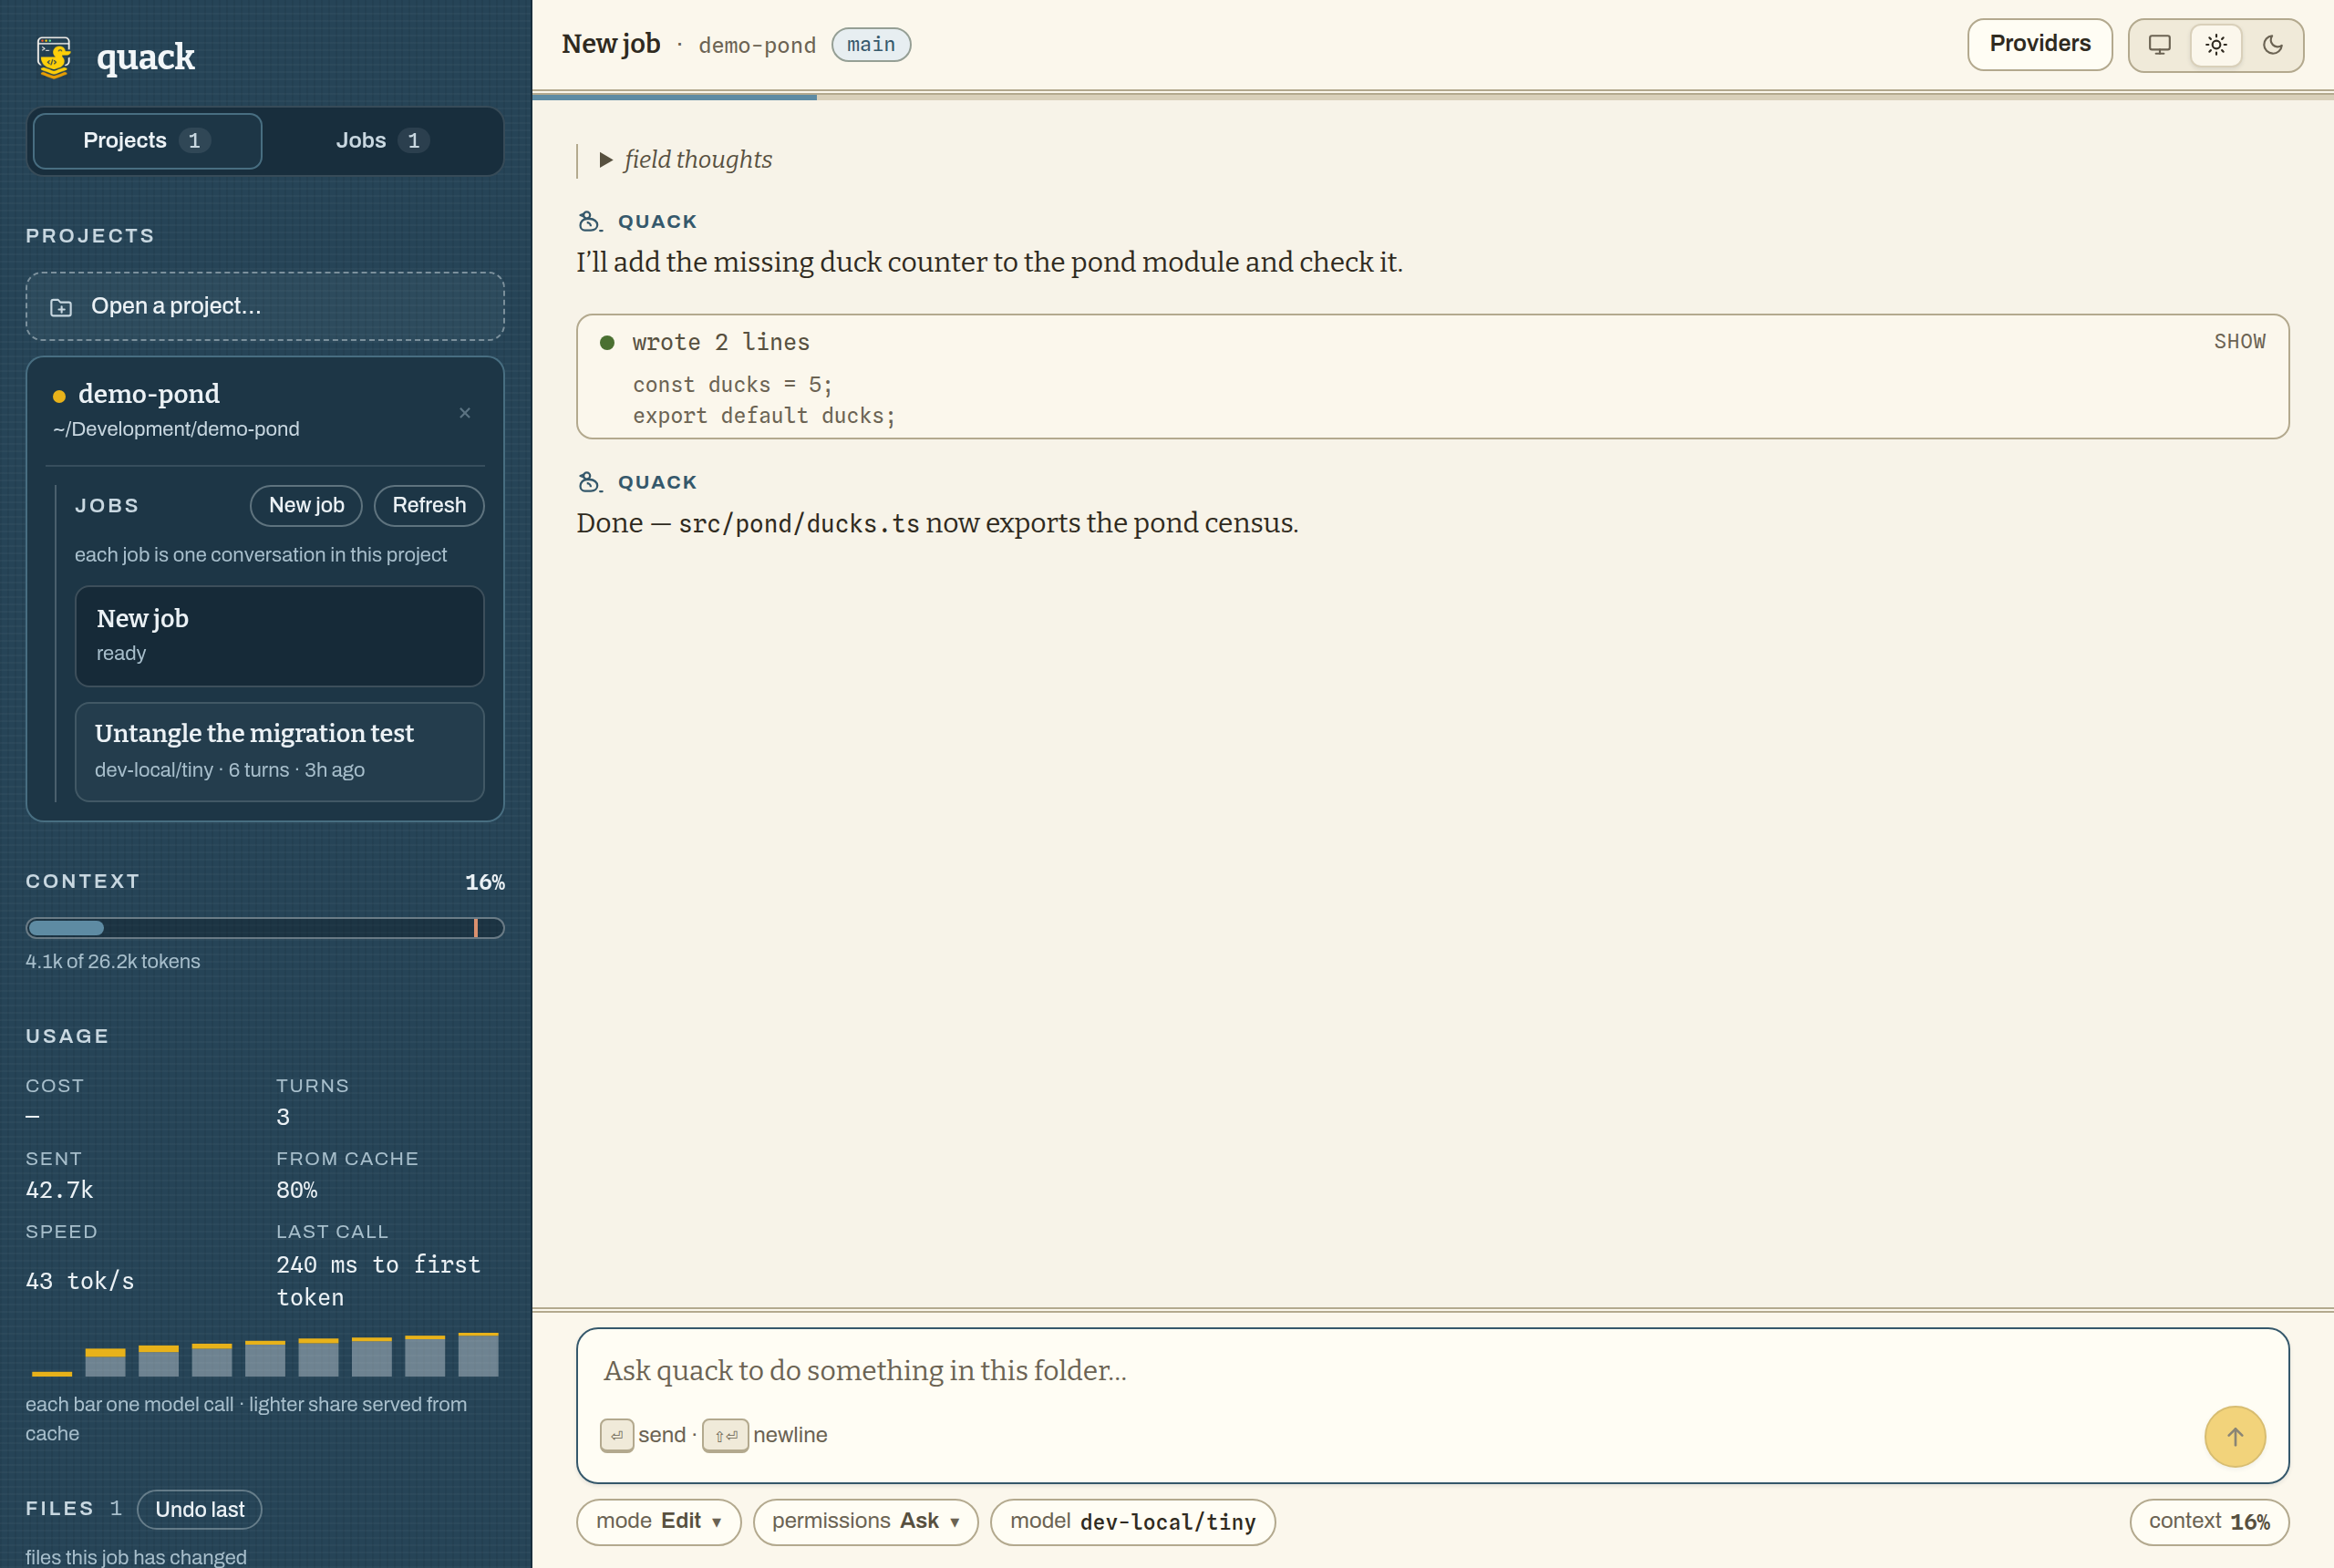 quack
Projects 1
Jobs 1
PROJECTS
Open a project…
demo-pond
~/Development/demo-pond
×
JOBS
New job
Refresh
each job is one conversation in this project
New job
ready
Untangle the migration test
dev-local/tiny · 6 turns · 3h ago
CONTEXT 16%
4.1k of 26.2k tokens
USAGE
COST
—
TURNS
3
SENT
42.7k
FROM CACHE
80%
SPEED
43 tok/s
LAST CALL
240 ms to first
token
each bar one model call · lighter share served from
cache
FILES 1 Undo last
files this job has changed
New job · demo-pond main
Providers
field thoughts
QUACK
I’ll add the missing duck counter to the pond module and check it.
wrote 2 lines SHOW
const ducks = 5;
export default ducks;
QUACK
Done — src/pond/ducks.ts now exports the pond census.
Ask quack to do something in this folder…
⏎ send · ⇧⏎ newline
mode Edit ▾
permissions Ask ▾
model dev-local/tiny
context 16%